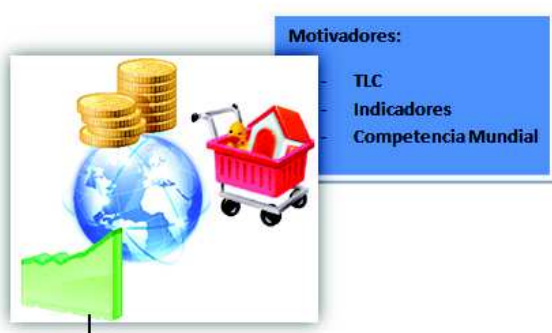 Motivadores:
- TLC
- Indicadores
- Competencia Mundial